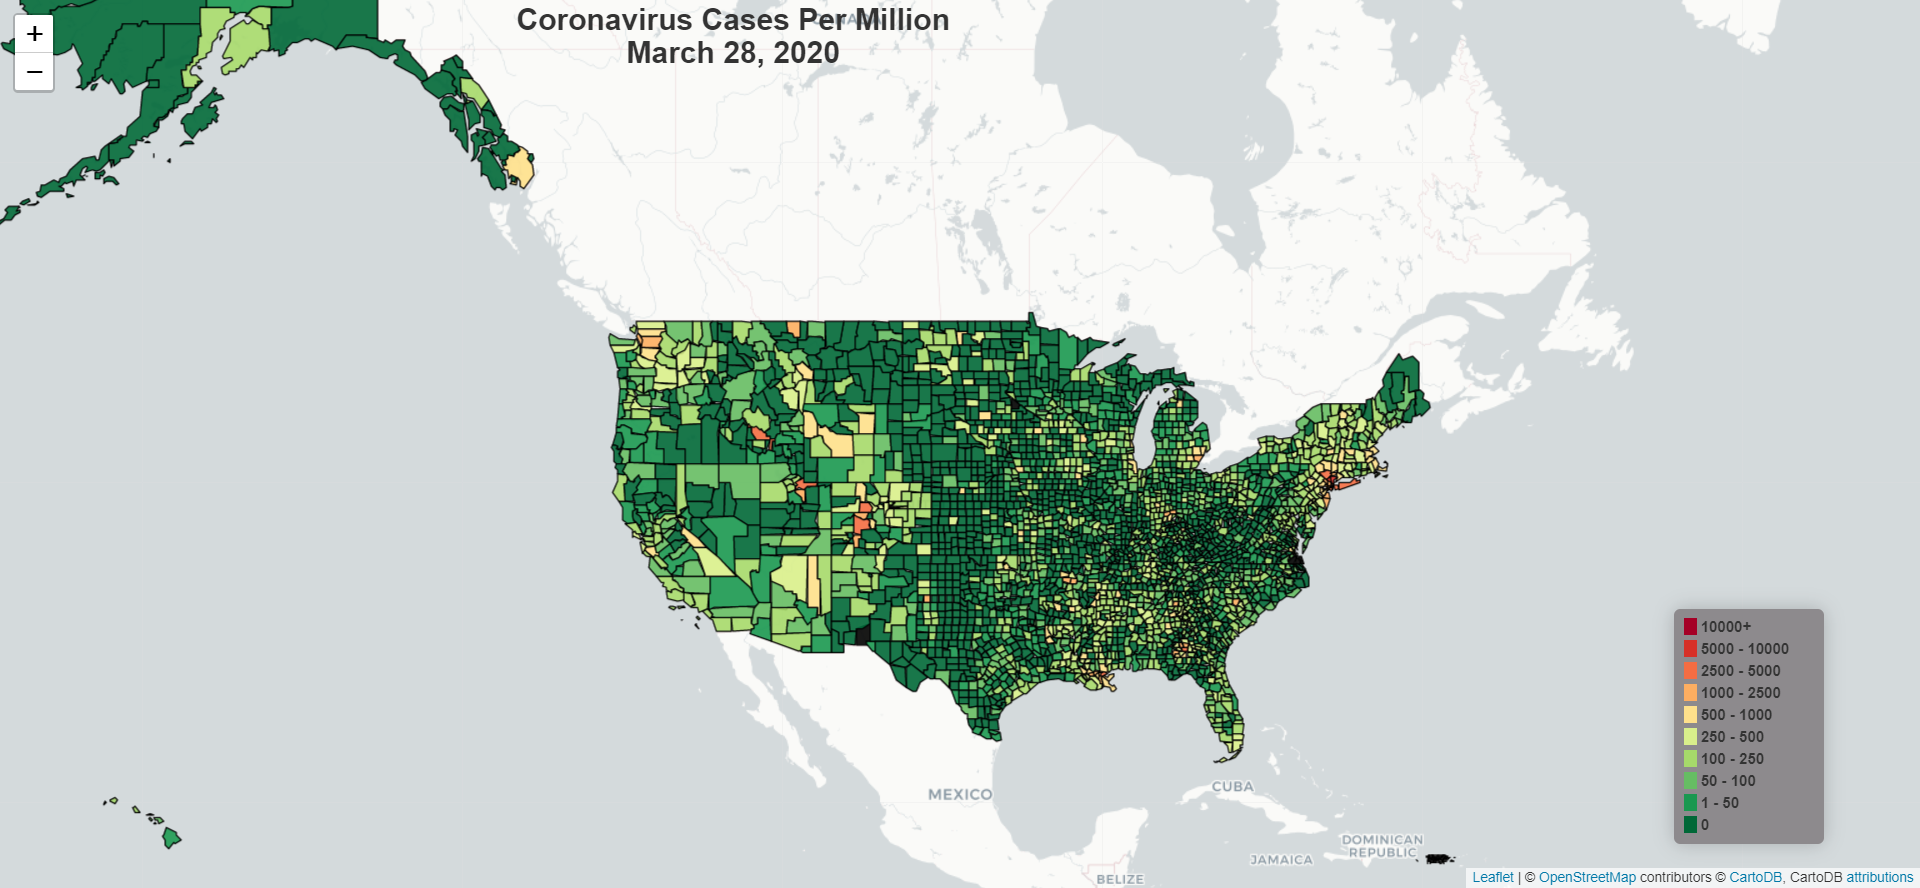 +
−
CANADA
Coronavirus Cases Per Million
March 28, 2020
10000+
5000 - 10000
2500 - 5000
1000 - 2500
500 - 1000
250 - 500
100 - 250
50 - 100
1 - 50
0
MEXICO
CUBA
DOMINICAN
REPUBLIC
JAMAICA
BELIZE
Leaflet | © OpenStreetMap contributors © CartoDB, CartoDB attributions